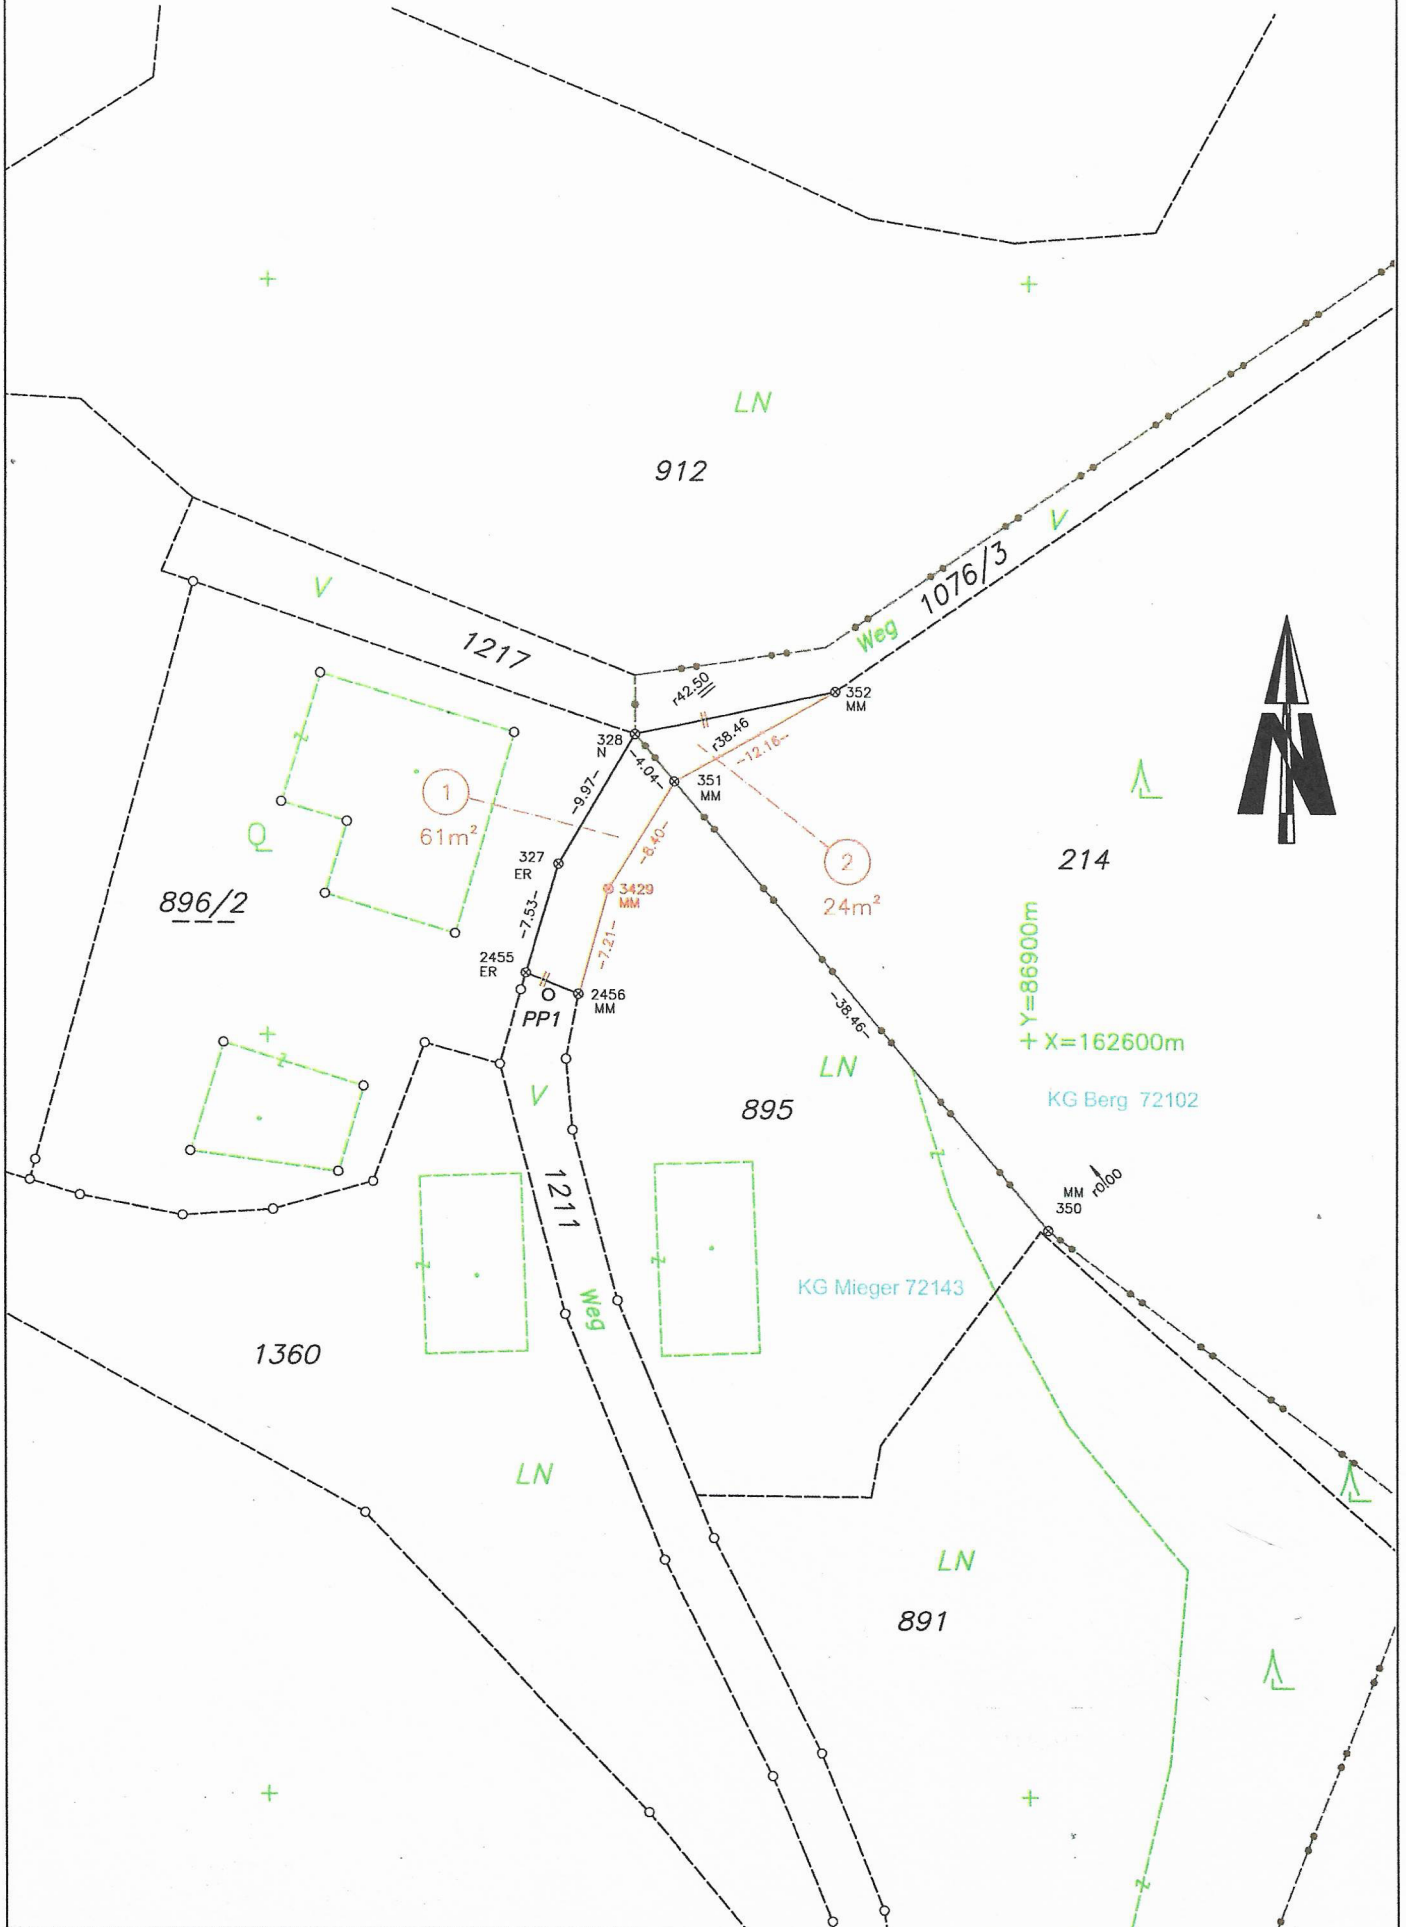 LN
912
V
1076/3
Weg
V
1217
r42.50
352
MM
328
N
r38.46
-12.16-
-4.04-
351
MM
-9.97-
1
61m²
-8.40-
2
24m²
327
ER
3429
MM
214
896/2
-7.53-
-7.21-
2455
ER
2456
MM
PP1
-38.46-
Y=86900m
X=162600m
LN
V
895
KG Berg 72102
1211
MM
350
r0.00
KG Mieger 72143
Weg
1360
LN
LN
891
N